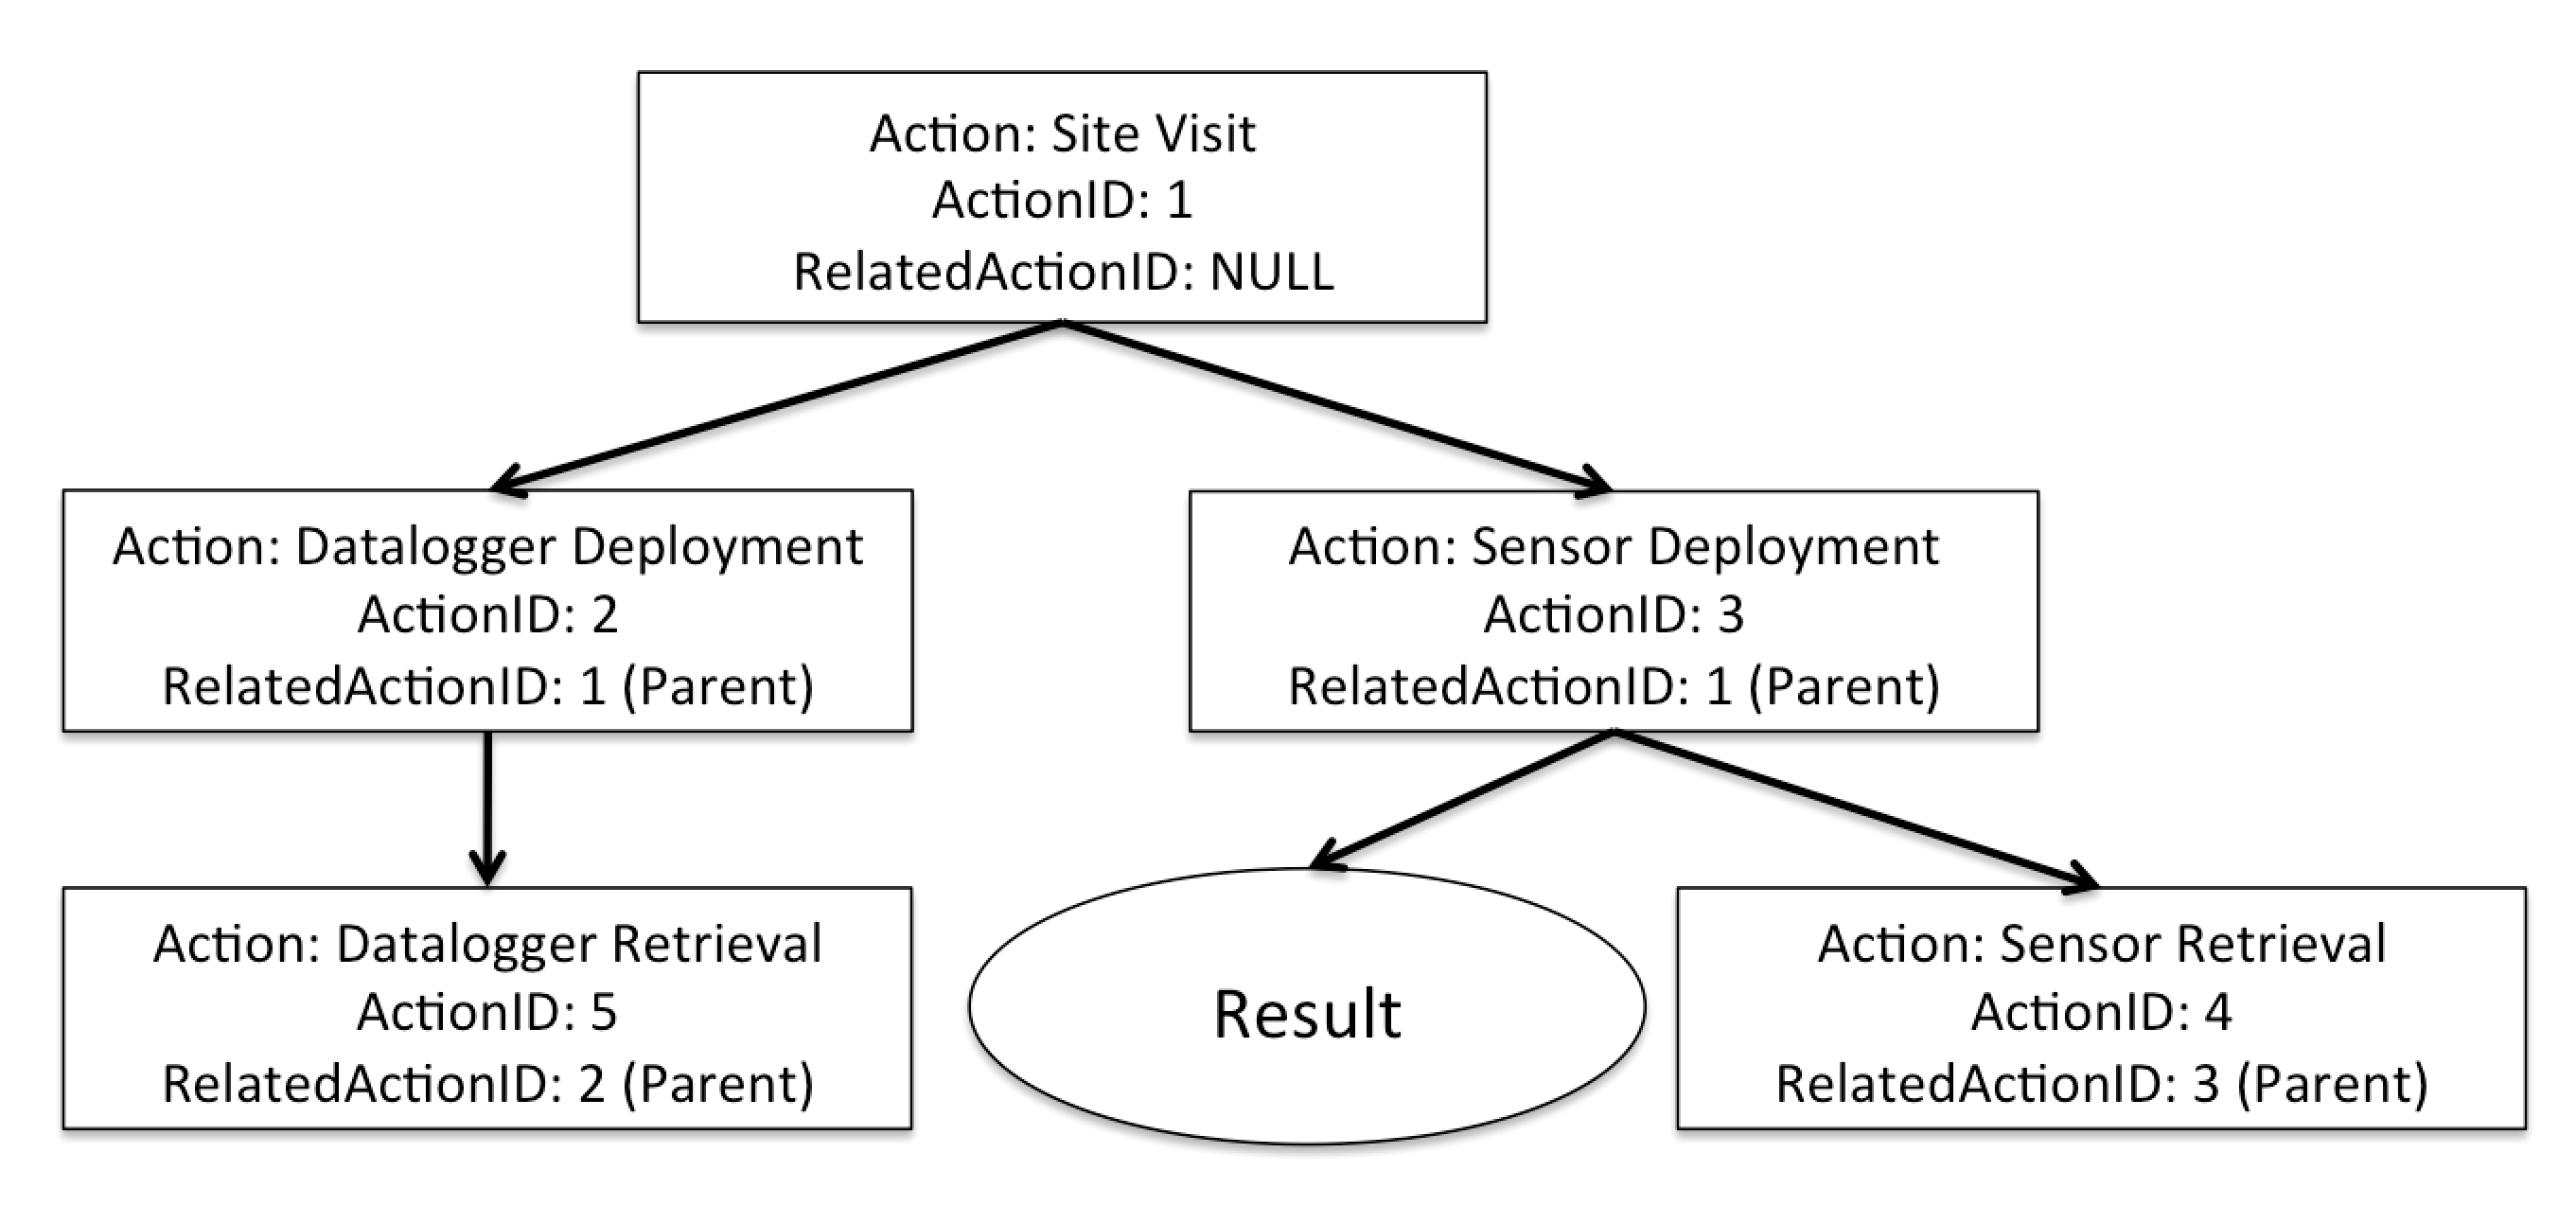 Action: Site Visit
ActionID: 1
RelatedActionID: NULL
Action: Datalogger Deployment
ActionID: 2
RelatedActionID: 1 (Parent)
Action: Sensor Deployment
ActionID: 3
RelatedActionID: 1 (Parent)
Action: Datalogger Retrieval
ActionID: 5
RelatedActionID: 2 (Parent)
Result
Action: Sensor Retrieval
ActionID: 4
RelatedActionID: 3 (Parent)